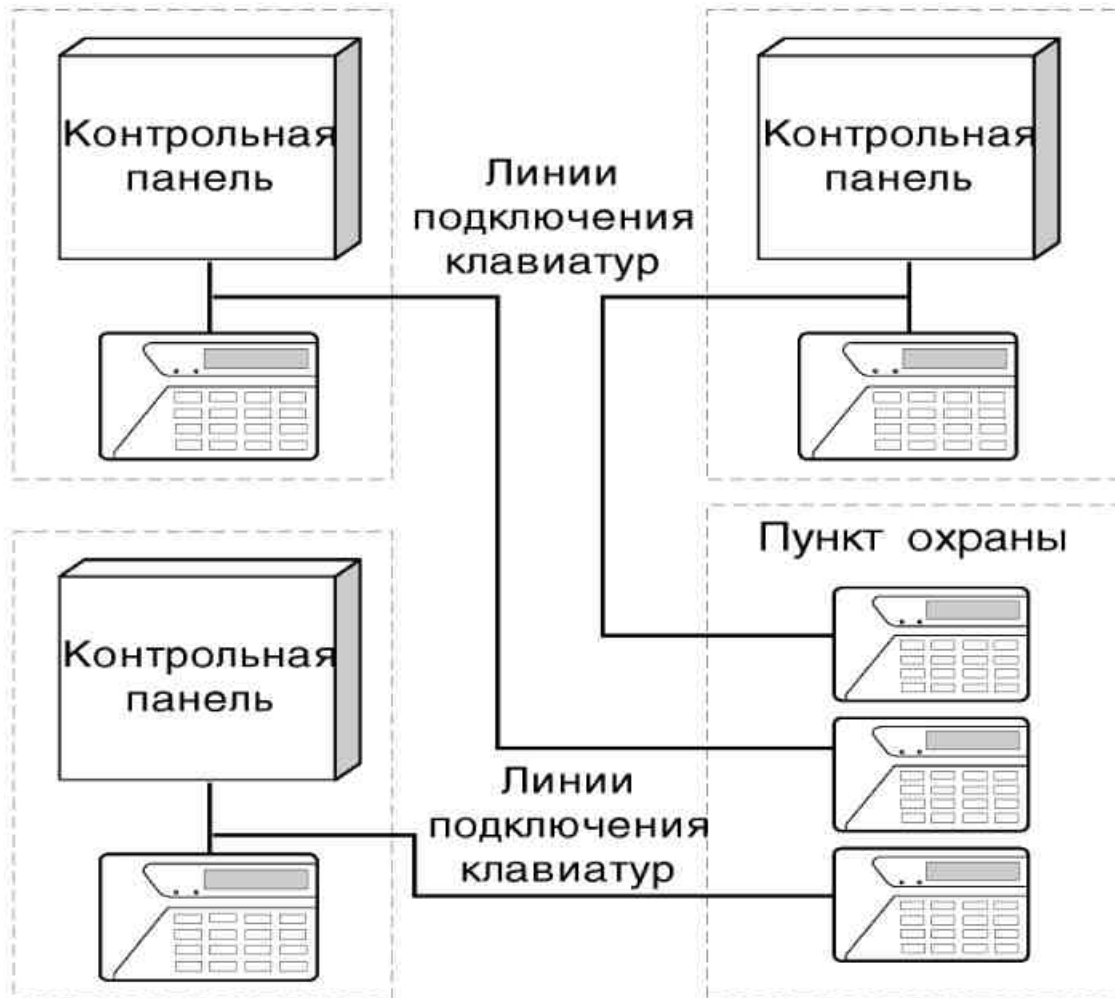 Контрольная
панель
Линии
подключения
клавиатур
Контрольная
панель
Контрольная
панель
Линии
подключения
клавиатур
Пункт охраны